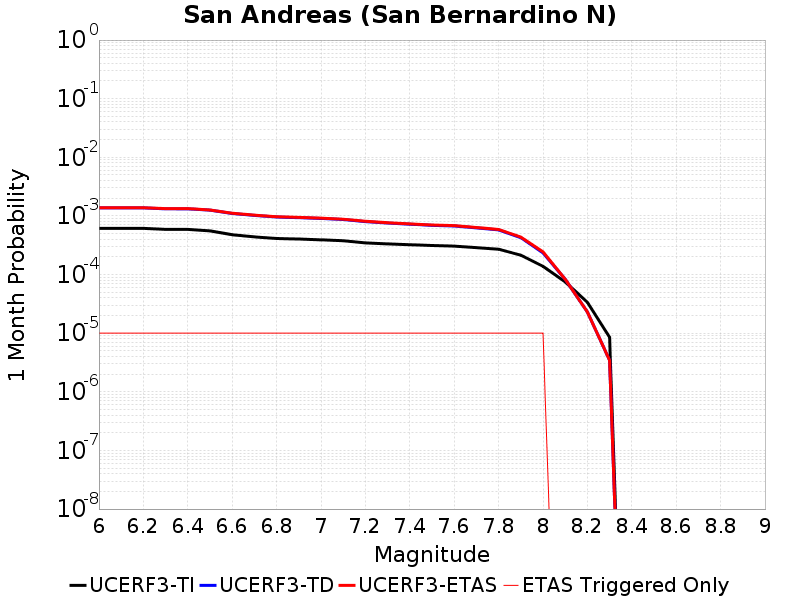 San Andreas (San Bernardino N)
1 Month Probability
10^0
10^-1
10^-2
10^-3
10^-4
10^-5
10^-6
10^-7
10^-8
6 6.2 6.4 6.6 6.8 7 7.2 7.4 7.6 7.8 8 8.2 8.4 8.6 8.8 9
Magnitude
UCERF3-TI UCERF3-TD UCERF3-ETAS ETAS Triggered Only